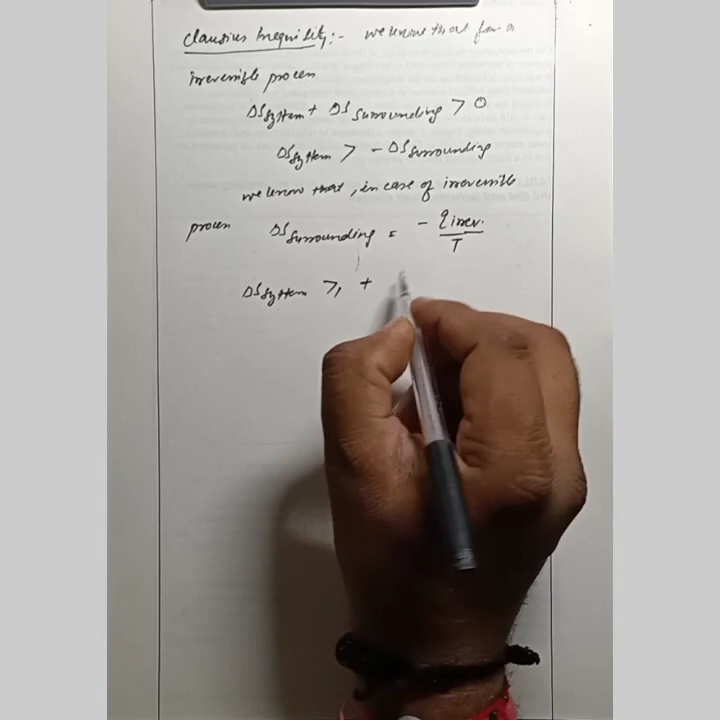 Clausius Inequility:- we know that for a
irreversible process
ΔSsystem + ΔSsurrounding > 0
ΔSsystem > - ΔSsurrounding
we know that, in case of irreversible
process ΔSsurrounding = - qirrev. / T
ΔSsystem >, +